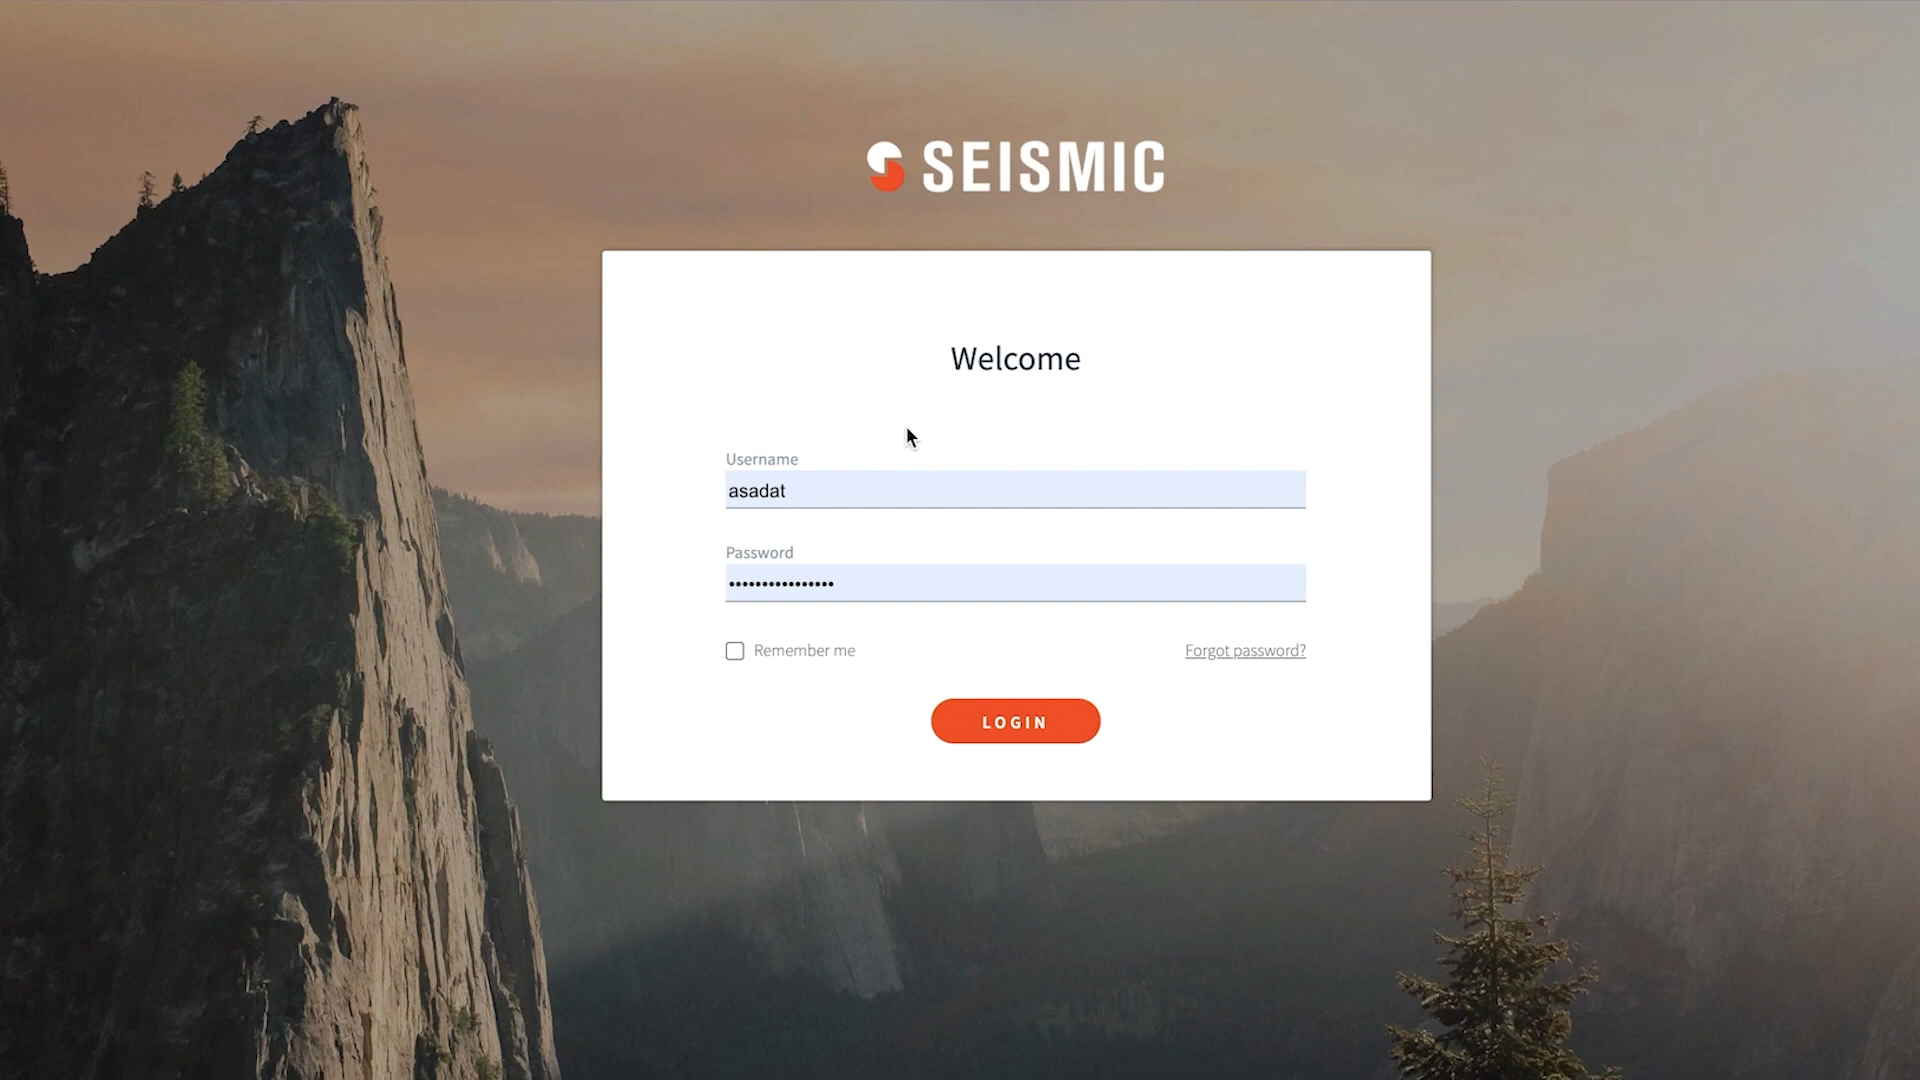 SEISMIC
Welcome
Username
asadat
Password
••••••••••••••••
Remember me
Forgot password?
LOGIN